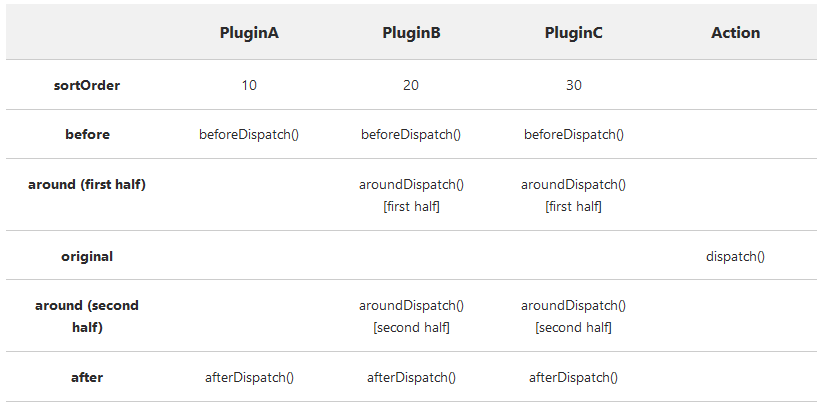 PluginA PluginB PluginC Action
sortOrder 10 20 30
before beforeDispatch() beforeDispatch() beforeDispatch()
around (first half) aroundDispatch() aroundDispatch()
[first half] [first half]
original dispatch()
around (second aroundDispatch() aroundDispatch()
half) [second half] [second half]
after afterDispatch() afterDispatch() afterDispatch()